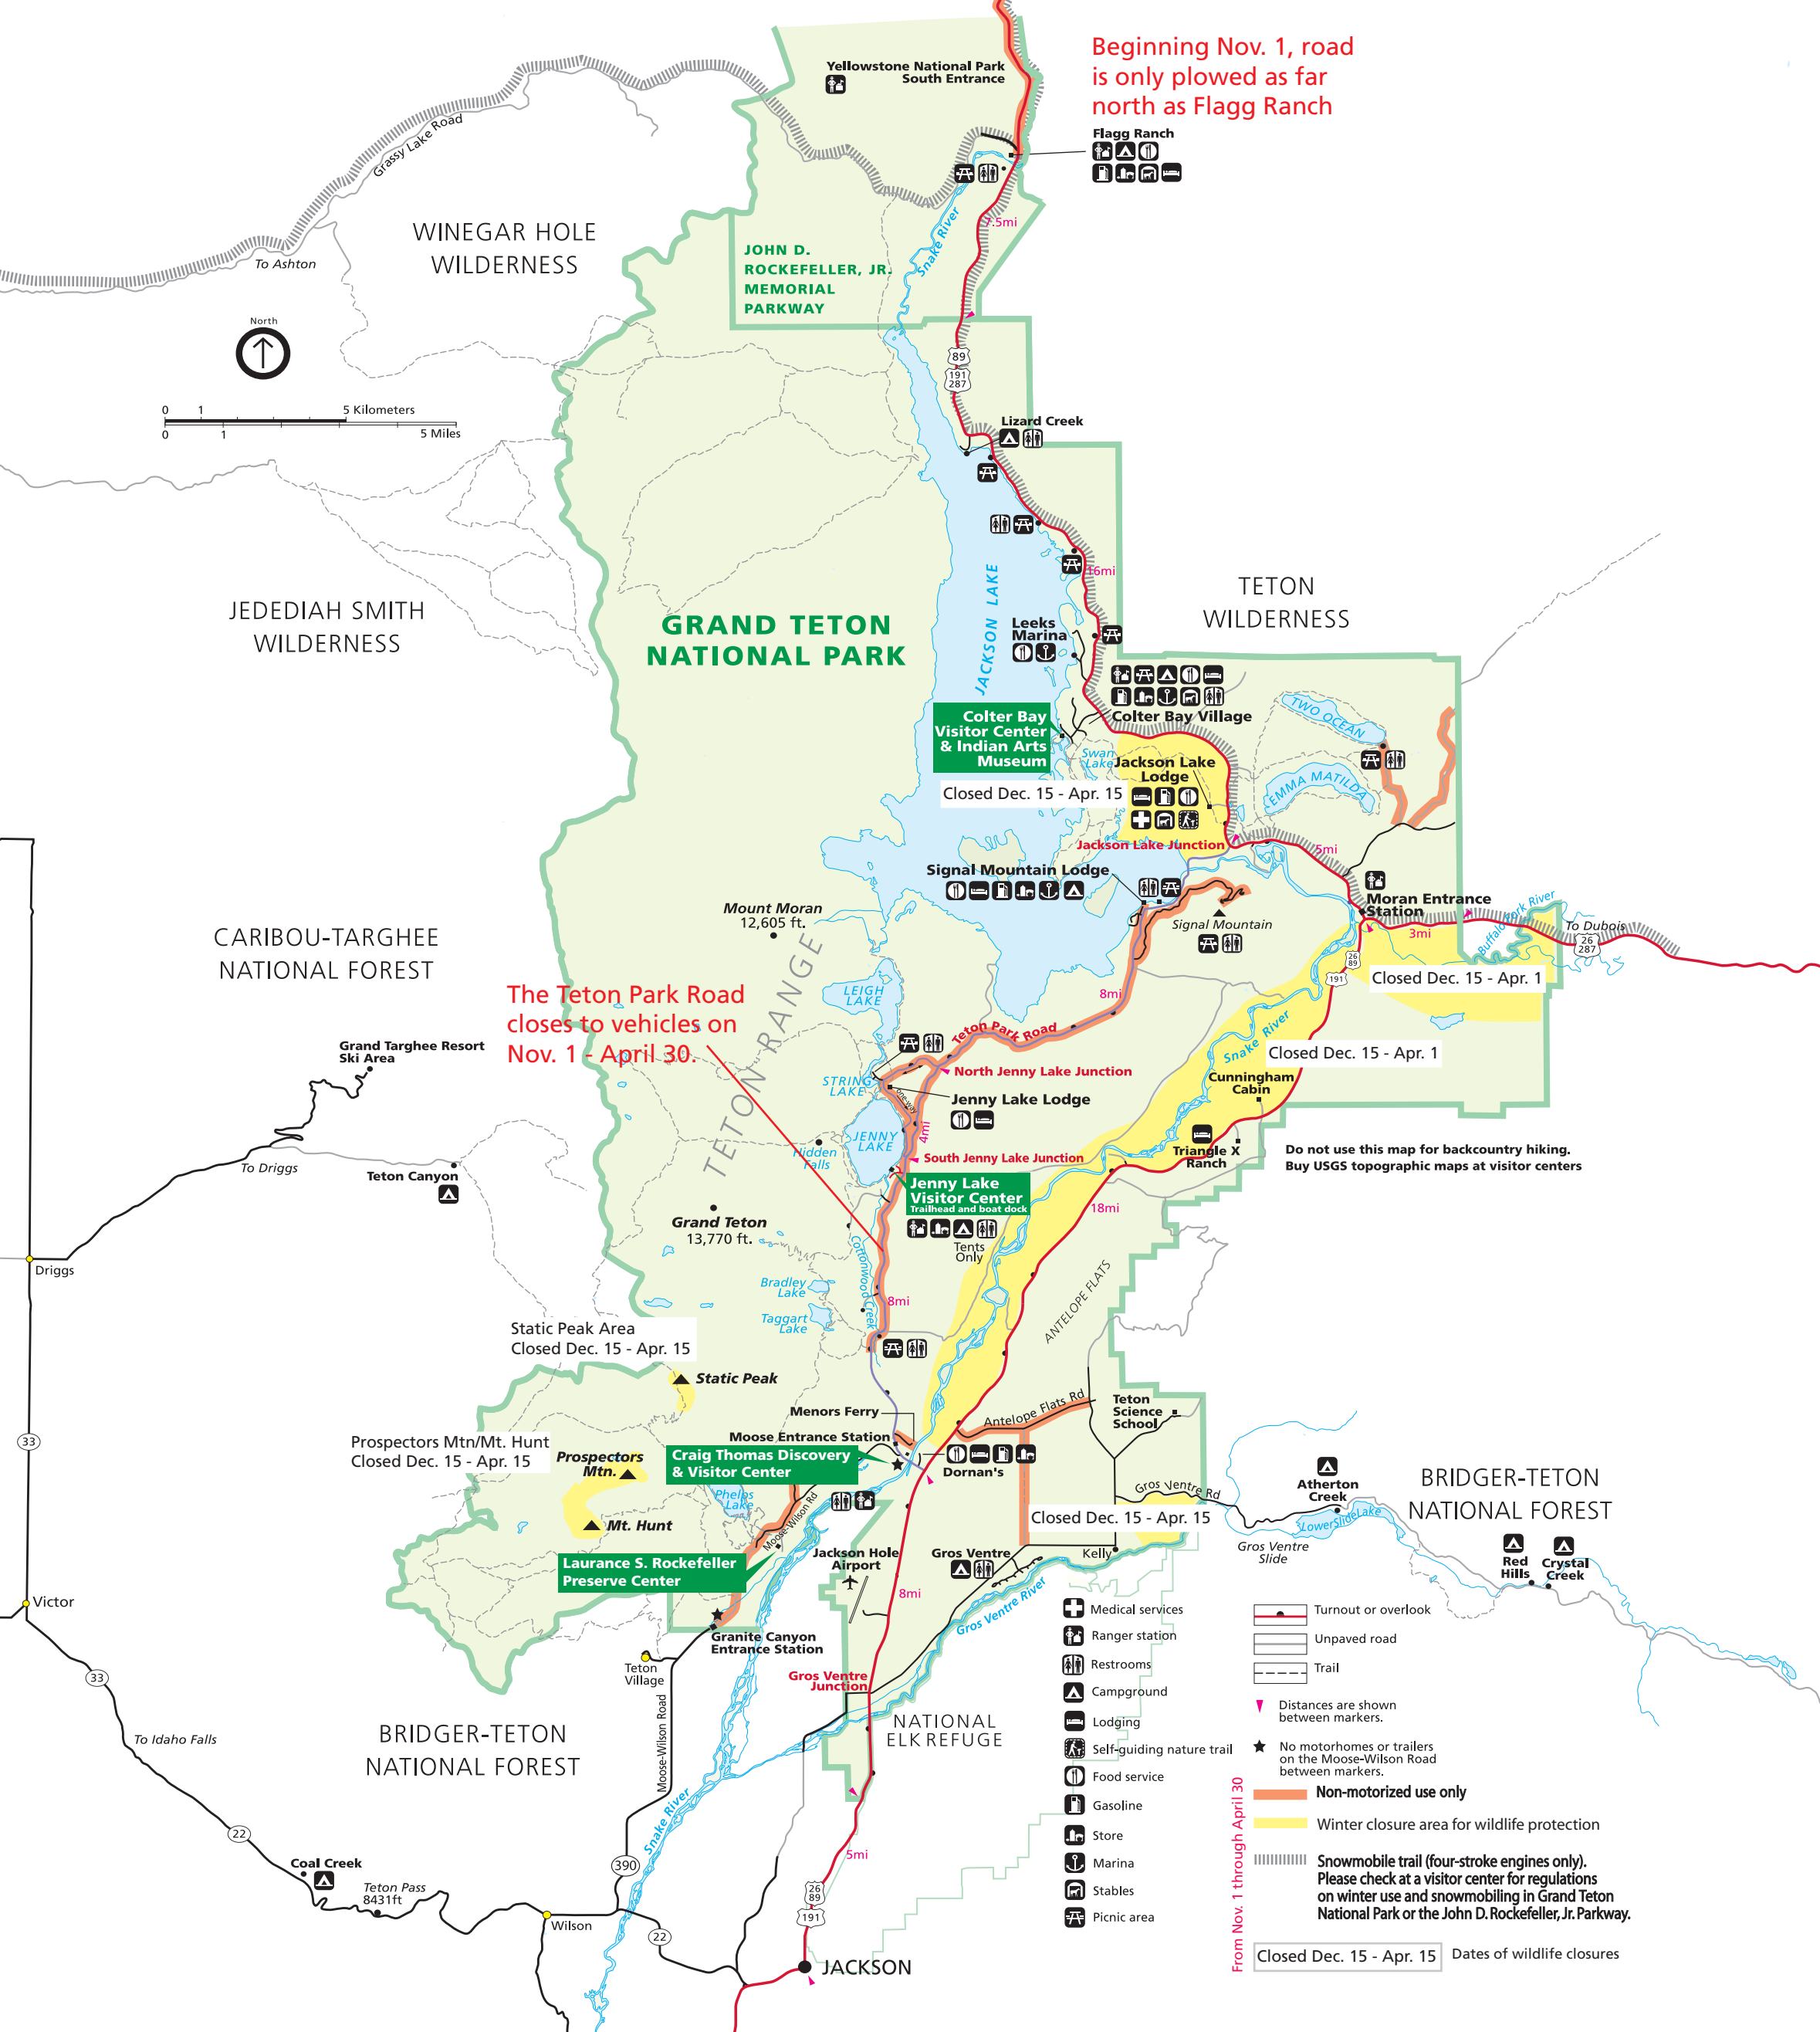 Beginning Nov. 1, road
is only plowed as far
north as Flagg Ranch
Yellowstone National Park
South Entrance
Flagg Ranch
Grassy Lake Road
7.5mi
Snake River
WINEGAR HOLE
WILDERNESS
To Ashton
JOHN D.
ROCKEFELLER, JR.
MEMORIAL
PARKWAY
North
89
191
287
0 1 5 Kilometers
0 1 5 Miles
Lizard Creek
16mi
JACKSON LAKE
TETON
WILDERNESS
JEDEDIAH SMITH
WILDERNESS
GRAND TETON
NATIONAL PARK
Leeks
Marina
Colter Bay Village
TWO OCEAN
Colter Bay
Visitor Center
& Indian Arts
Museum
Swan
Lake
Jackson Lake
Lodge
EMMA MATILDA
Closed Dec. 15 - Apr. 15
Jackson Lake Junction
5mi
Signal Mountain Lodge
Moran Entrance
Station
Buffalo Fork River
To Dubois
26
287
3mi
Signal Mountain
Mount Moran
12,605 ft.
CARIBOU-TARGHEE
NATIONAL FOREST
TETON RANGE
26
89
191
Closed Dec. 15 - Apr. 1
LEIGH
LAKE
8mi
The Teton Park Road
closes to vehicles on
Nov. 1 - April 30.
Teton Park Road
Snake River
Closed Dec. 15 - Apr. 1
Grand Targhee Resort
Ski Area
North Jenny Lake Junction
Cunningham
Cabin
STRING
LAKE
one-way
Jenny Lake Lodge
4mi
JENNY
LAKE
Hidden
Falls
South Jenny Lake Junction
Triangle X
Ranch
Do not use this map for backcountry hiking.
Buy USGS topographic maps at visitor centers
To Driggs
Teton Canyon
Jenny Lake
Visitor Center
Trailhead and boat dock
18mi
Grand Teton
13,770 ft.
Tents
Only
Cottonwood Creek
Driggs
Bradley
Lake
Taggart
Lake
8mi
ANTELOPE FLATS
Static Peak Area
Closed Dec. 15 - Apr. 15
Static Peak
Menors Ferry
Antelope Flats Rd
Teton
Science
School
33
Moose Entrance Station
Prospectors Mtn/Mt. Hunt
Closed Dec. 15 - Apr. 15
Prospectors
Mtn.
Craig Thomas Discovery
& Visitor Center
Dornan's
Phelps
Lake
Moose-Wilson Rd
Gros Ventre Rd
Atherton
Creek
BRIDGER-TETON
NATIONAL FOREST
Mt. Hunt
Closed Dec. 15 - Apr. 15
Lower Slide Lake
Gros Ventre
Slide
Laurance S. Rockefeller
Preserve Center
Jackson Hole
Airport
Gros Ventre
Kelly
Red
Hills
Crystal
Creek
8mi
Gros Ventre River
Victor
Granite Canyon
Entrance Station
Teton
Village
Gros Ventre
Junction
33
Moose-Wilson Road
To Idaho Falls
BRIDGER-TETON
NATIONAL FOREST
NATIONAL
ELK REFUGE
Snake River
22
5mi
390
Coal Creek
Teton Pass
8431ft
26
89
191
Wilson
22
JACKSON
Medical services
Ranger station
Restrooms
Campground
Lodging
Self-guiding nature trail
Food service
Gasoline
Store
Marina
Stables
Picnic area
Turnout or overlook
Unpaved road
Trail
Distances are shown
between markers.
No motorhomes or trailers
on the Moose-Wilson Road
between markers.
From Nov. 1 through April 30
Non-motorized use only
Winter closure area for wildlife protection
Snowmobile trail (four-stroke engines only).
Please check at a visitor center for regulations
on winter use and snowmobiling in Grand Teton
National Park or the John D. Rockefeller, Jr. Parkway.
Closed Dec. 15 - Apr. 15
Dates of wildlife closures